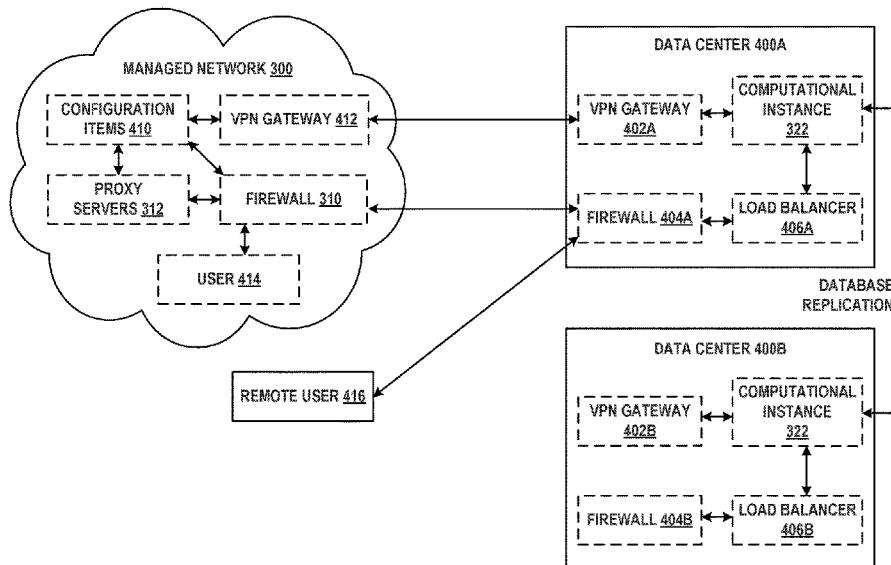 MANAGED NETWORK 300
CONFIGURATION
ITEMS 410
VPN GATEWAY 412
PROXY
SERVERS 312
FIREWALL 310
USER 414
REMOTE USER 416
DATA CENTER 400A
VPN GATEWAY
402A
COMPUTATIONAL
INSTANCE
322
FIREWALL 404A
LOAD BALANCER
406A
DATABASE
REPLICATION
DATA CENTER 400B
VPN GATEWAY
402B
COMPUTATIONAL
INSTANCE
322
FIREWALL 404B
LOAD BALANCER
406B